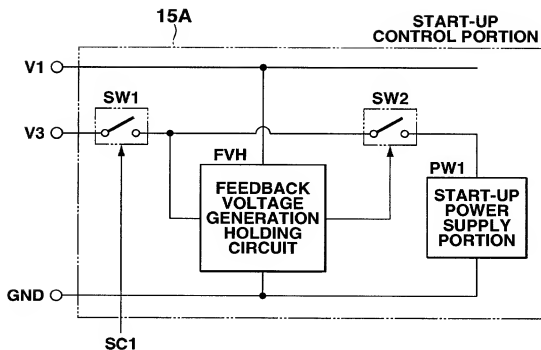 15A
START-UP
CONTROL PORTION
V1
SW1
SW2
V3
FVH
PW1
FEEDBACK
VOLTAGE
GENERATION
HOLDING
CIRCUIT
START-UP
POWER
SUPPLY
PORTION
GND
SC1